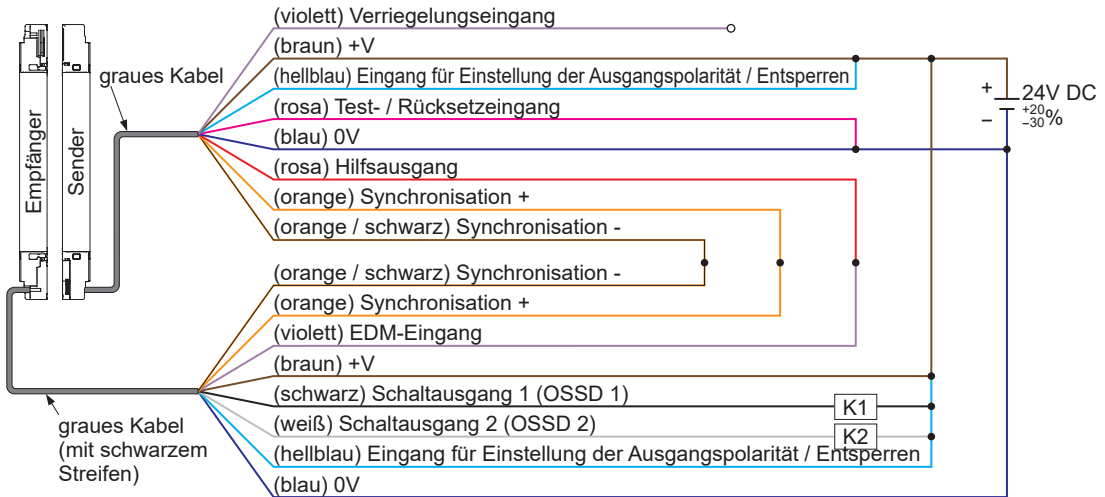 (violett) Verriegelungseingang
(braun) +V
graues Kabel
(hellblau) Eingang für Einstellung der Ausgangspolarität / Entsperren
+ 24V DC
+20
−30 %
−
(rosa) Test- / Rücksetzeingang
(blau) 0V
Empfänger
Sender
(rosa) Hilfsausgang
(orange) Synchronisation +
(orange / schwarz) Synchronisation -
(orange / schwarz) Synchronisation -
(orange) Synchronisation +
(violett) EDM-Eingang
(braun) +V
(schwarz) Schaltausgang 1 (OSSD 1)
K1
(weiß) Schaltausgang 2 (OSSD 2)
K2
graues Kabel
(mit schwarzem
Streifen)
(hellblau) Eingang für Einstellung der Ausgangspolarität / Entsperren
(blau) 0V